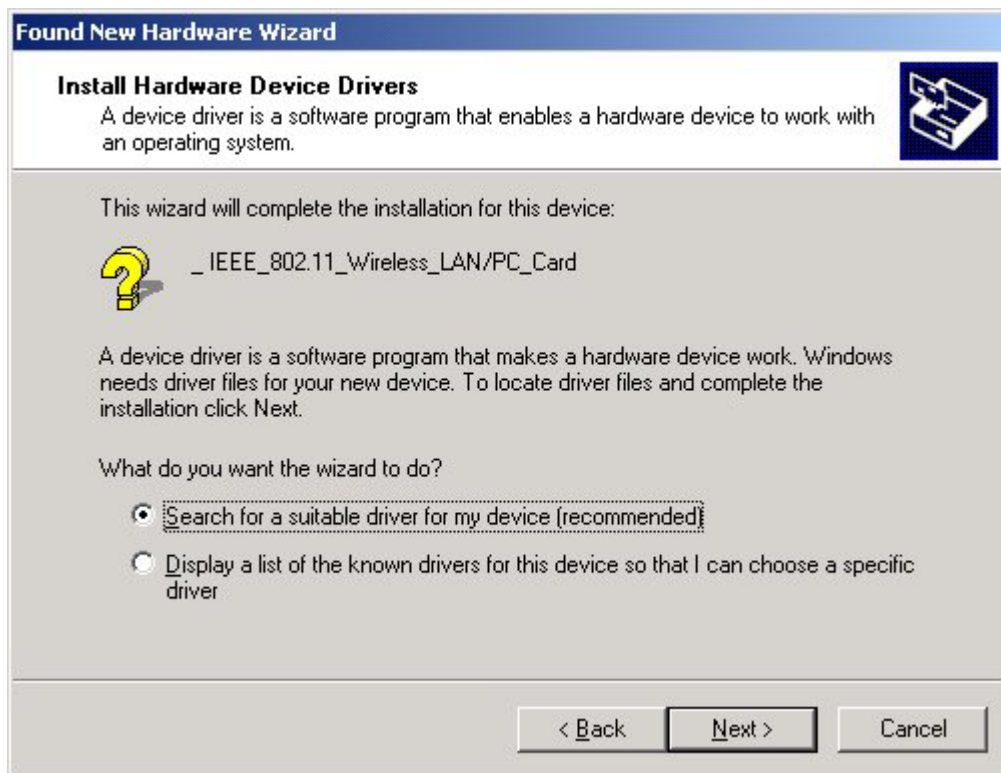 Found New Hardware Wizard
Install Hardware Device Drivers
A device driver is a software program that enables a hardware device to work with
an operating system.
This wizard will complete the installation for this device:
_ IEEE_802.11_Wireless_LAN/PC_Card
A device driver is a software program that makes a hardware device work. Windows
needs driver files for your new device. To locate driver files and complete the
installation click Next.
What do you want the wizard to do?
Search for a suitable driver for my device (recommended)
Display a list of the known drivers for this device so that I can choose a specific
driver
< Back Next > Cancel